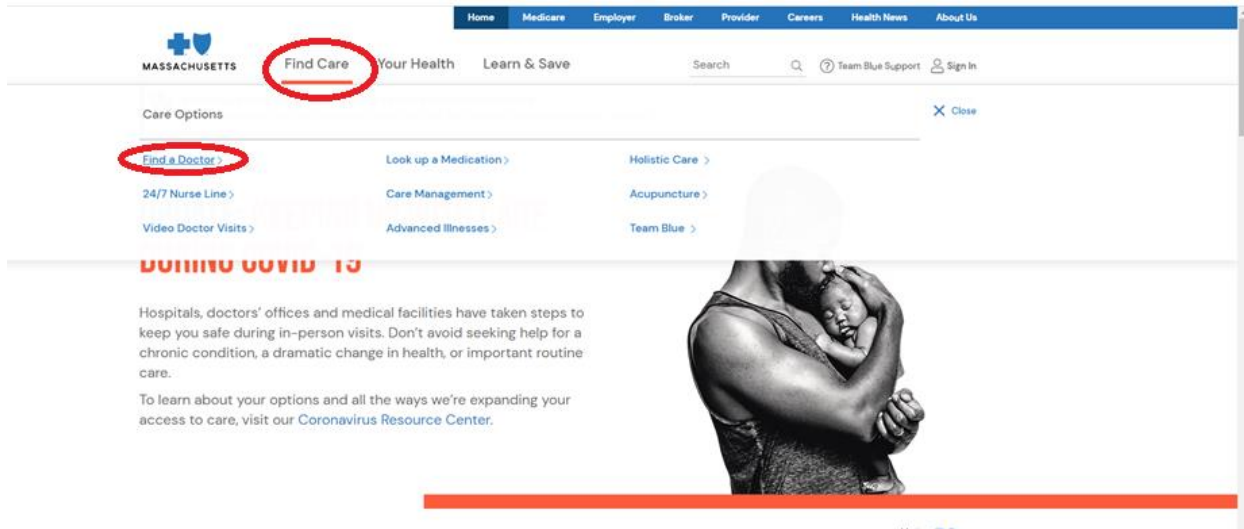 Home Medicare Employer Broker Provider Careers Health News About Us
MASSACHUSETTS Find Care Your Health Learn & Save Search Team Blue Support Sign In
Care Options Close
Find a Doctor > Look up a Medication > Holistic Care >
24/7 Nurse Line > Care Management > Acupuncture >
Video Doctor Visits > Advanced Illnesses > Team Blue >
DURING COVID-19
Hospitals, doctors' offices and medical facilities have taken steps to
keep you safe during in-person visits. Don't avoid seeking help for a
chronic condition, a dramatic change in health, or important routine
care.
To learn about your options and all the ways we're expanding your
access to care, visit our Coronavirus Resource Center.